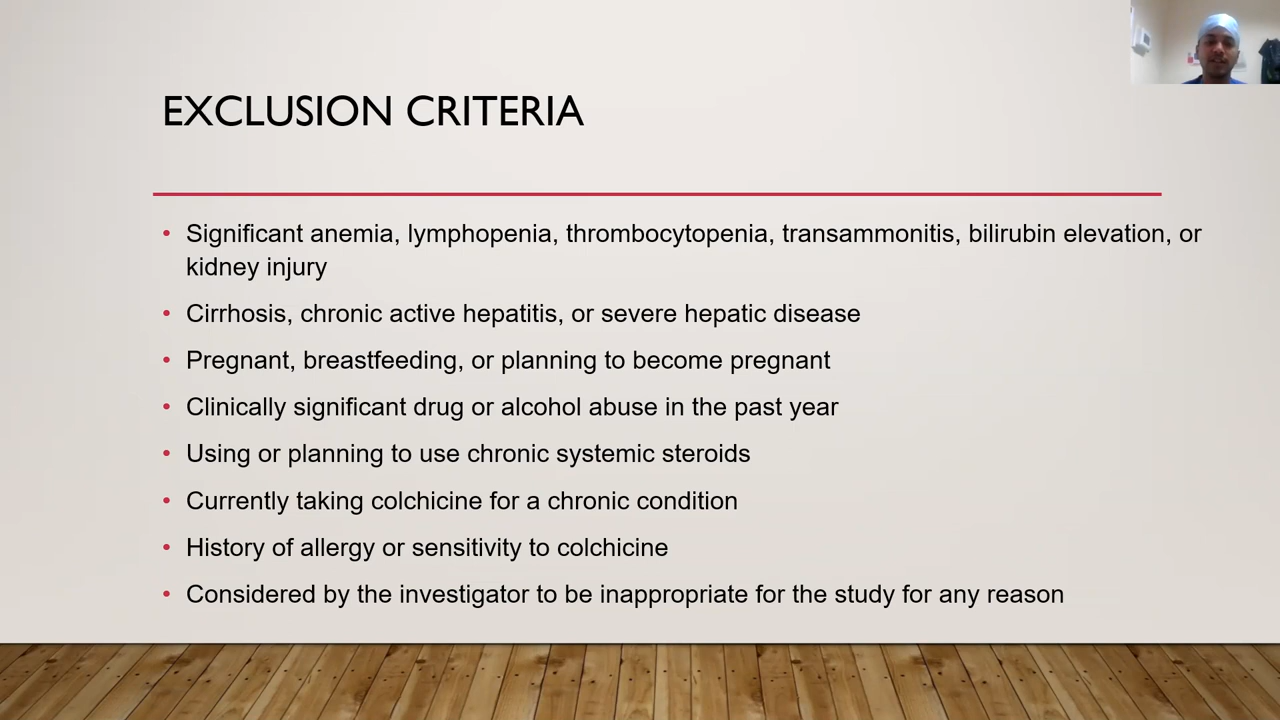 EXCLUSION CRITERIA
• Significant anemia, lymphopenia, thrombocytopenia, transammonitis, bilirubin elevation, or
kidney injury
• Cirrhosis, chronic active hepatitis, or severe hepatic disease
• Pregnant, breastfeeding, or planning to become pregnant
• Clinically significant drug or alcohol abuse in the past year
• Using or planning to use chronic systemic steroids
• Currently taking colchicine for a chronic condition
• History of allergy or sensitivity to colchicine
• Considered by the investigator to be inappropriate for the study for any reason